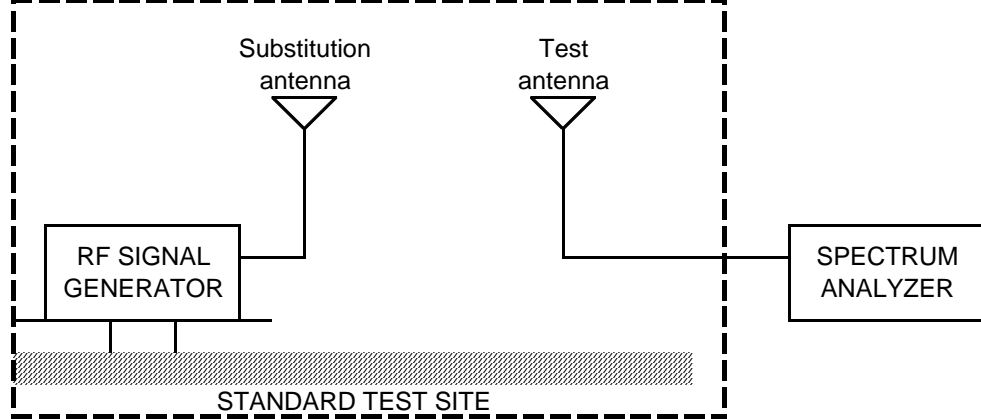 Substitution
antenna
Test
antenna
RF SIGNAL
GENERATOR
SPECTRUM
ANALYZER
STANDARD TEST SITE